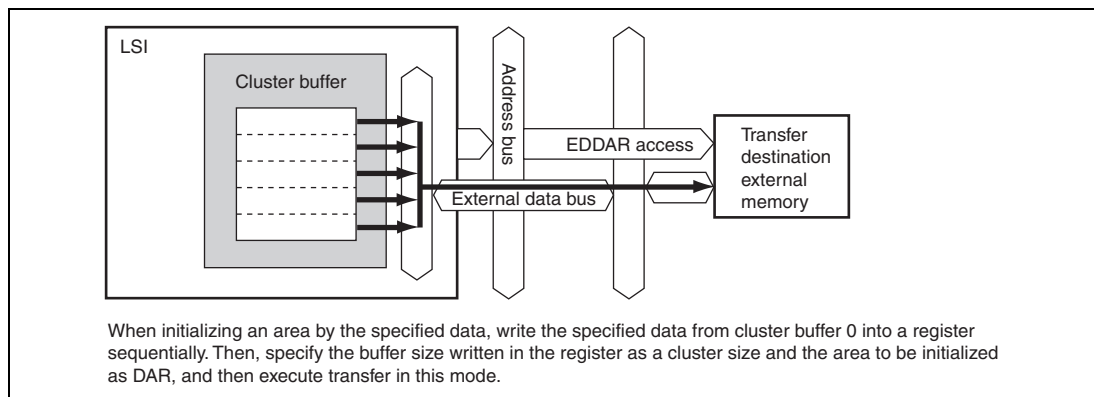 LSI
Cluster buffer
Address bus
EDDAR access
External data bus
Transfer
destination
external
memory
When initializing an area by the specified data, write the specified data from cluster buffer 0 into a register
sequentially. Then, specify the buffer size written in the register as a cluster size and the area to be initialized
as DAR, and then execute transfer in this mode.